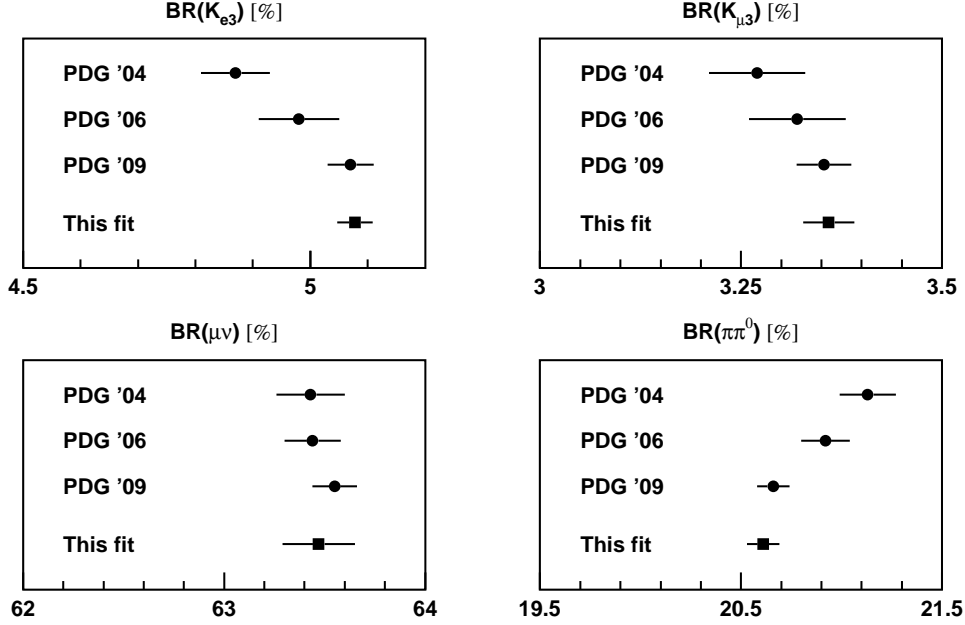 BR(Ke3) [%]
PDG ’04
PDG ’06
PDG ’09
This fit
4.5 5
BR(Kμ3) [%]
PDG ’04
PDG ’06
PDG ’09
This fit
3 3.25 3.5
BR(μν) [%]
PDG ’04
PDG ’06
PDG ’09
This fit
62 63 64
BR(ππ0) [%]
PDG ’04
PDG ’06
PDG ’09
This fit
19.5 20.5 21.5